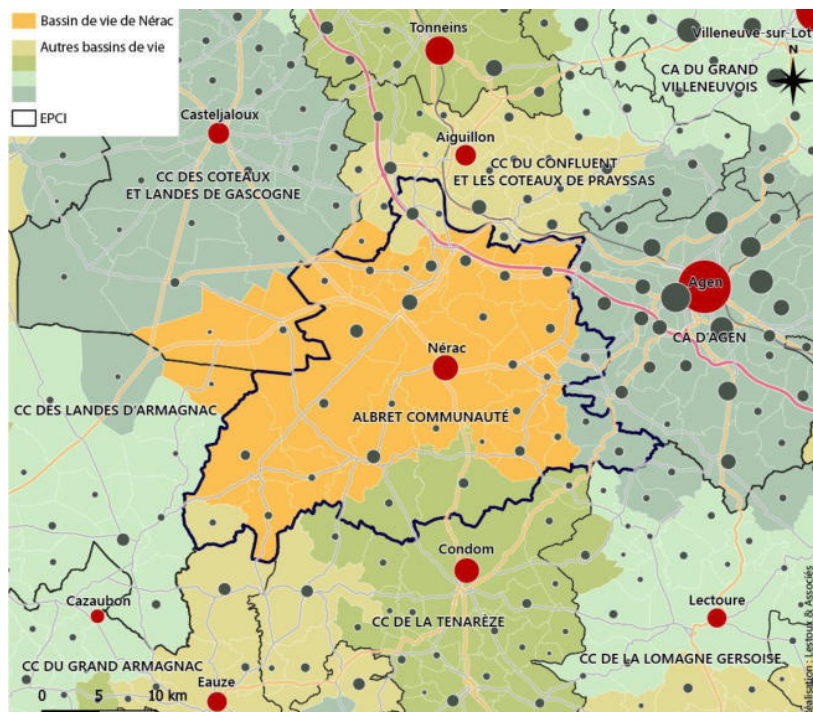 Bassin de vie de Nérac
Autres bassins de vie
EPCI
Tonneins
Villeneuve-sur-Lot
N
CA DU GRAND
VILLENEUVOIS
Casteljaloux
Aiguillon
CC DU CONFLUENT
ET LES COTEAUX DE PRAYSSAS
CC DES COTEAUX
ET LANDES DE GASCOGNE
Agen
CA D'AGEN
Nérac
CC DES LANDES D'ARMAGNAC
ALBRET COMMUNAUTÉ
Condom
Cazaubon
Lectoure
CC DE LA TENARÈZE
CC DU GRAND ARMAGNAC
CC DE LA LOMAGNE GERSOISE
Eauze
0 5 10 km
Réalisation : Lestoux & Associés